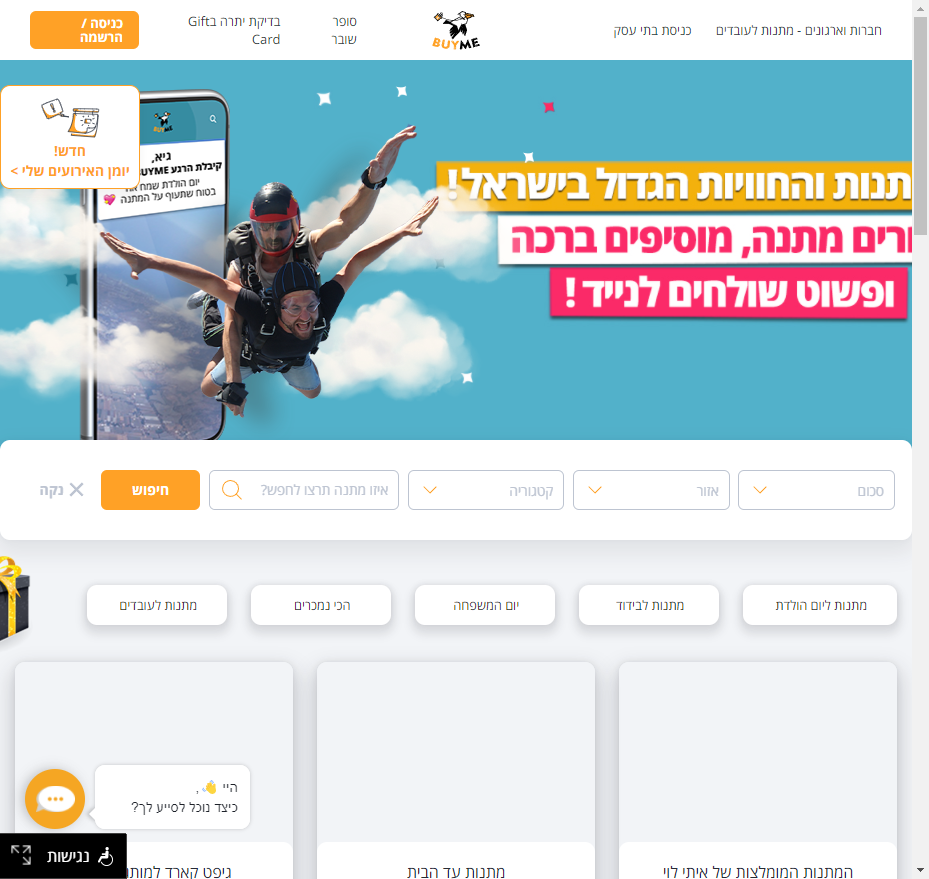 חברות וארגונים - מתנות לעובדים
כניסת בתי עסק
BUYME
סופר
שובר
בדיקת יתרה בGift
Card
כניסה /
הרשמה
חדש!
יומן האירועים שלי >
BUYME
גיא,
קיבלת הרגע
יום הולדת שמח
בטוח שתעוף על המתנה
תנות והחוויות הגדול בישראל!
רים מתנה, מוסיפים ברכה
ופשוט שולחים לנייד!
סכום
אזור
קטגוריה
איזו מתנה תרצו לחפש?
חיפוש
נקה
מתנות ליום הולדת
מתנות לבידוד
יום המשפחה
הכי נמכרים
מתנות לעובדים
היי ,
כיצד נוכל לסייע לך?
המתנות המומלצות של איתי לוי
מתנות עד הבית
גיפט קארד למות
נגישות